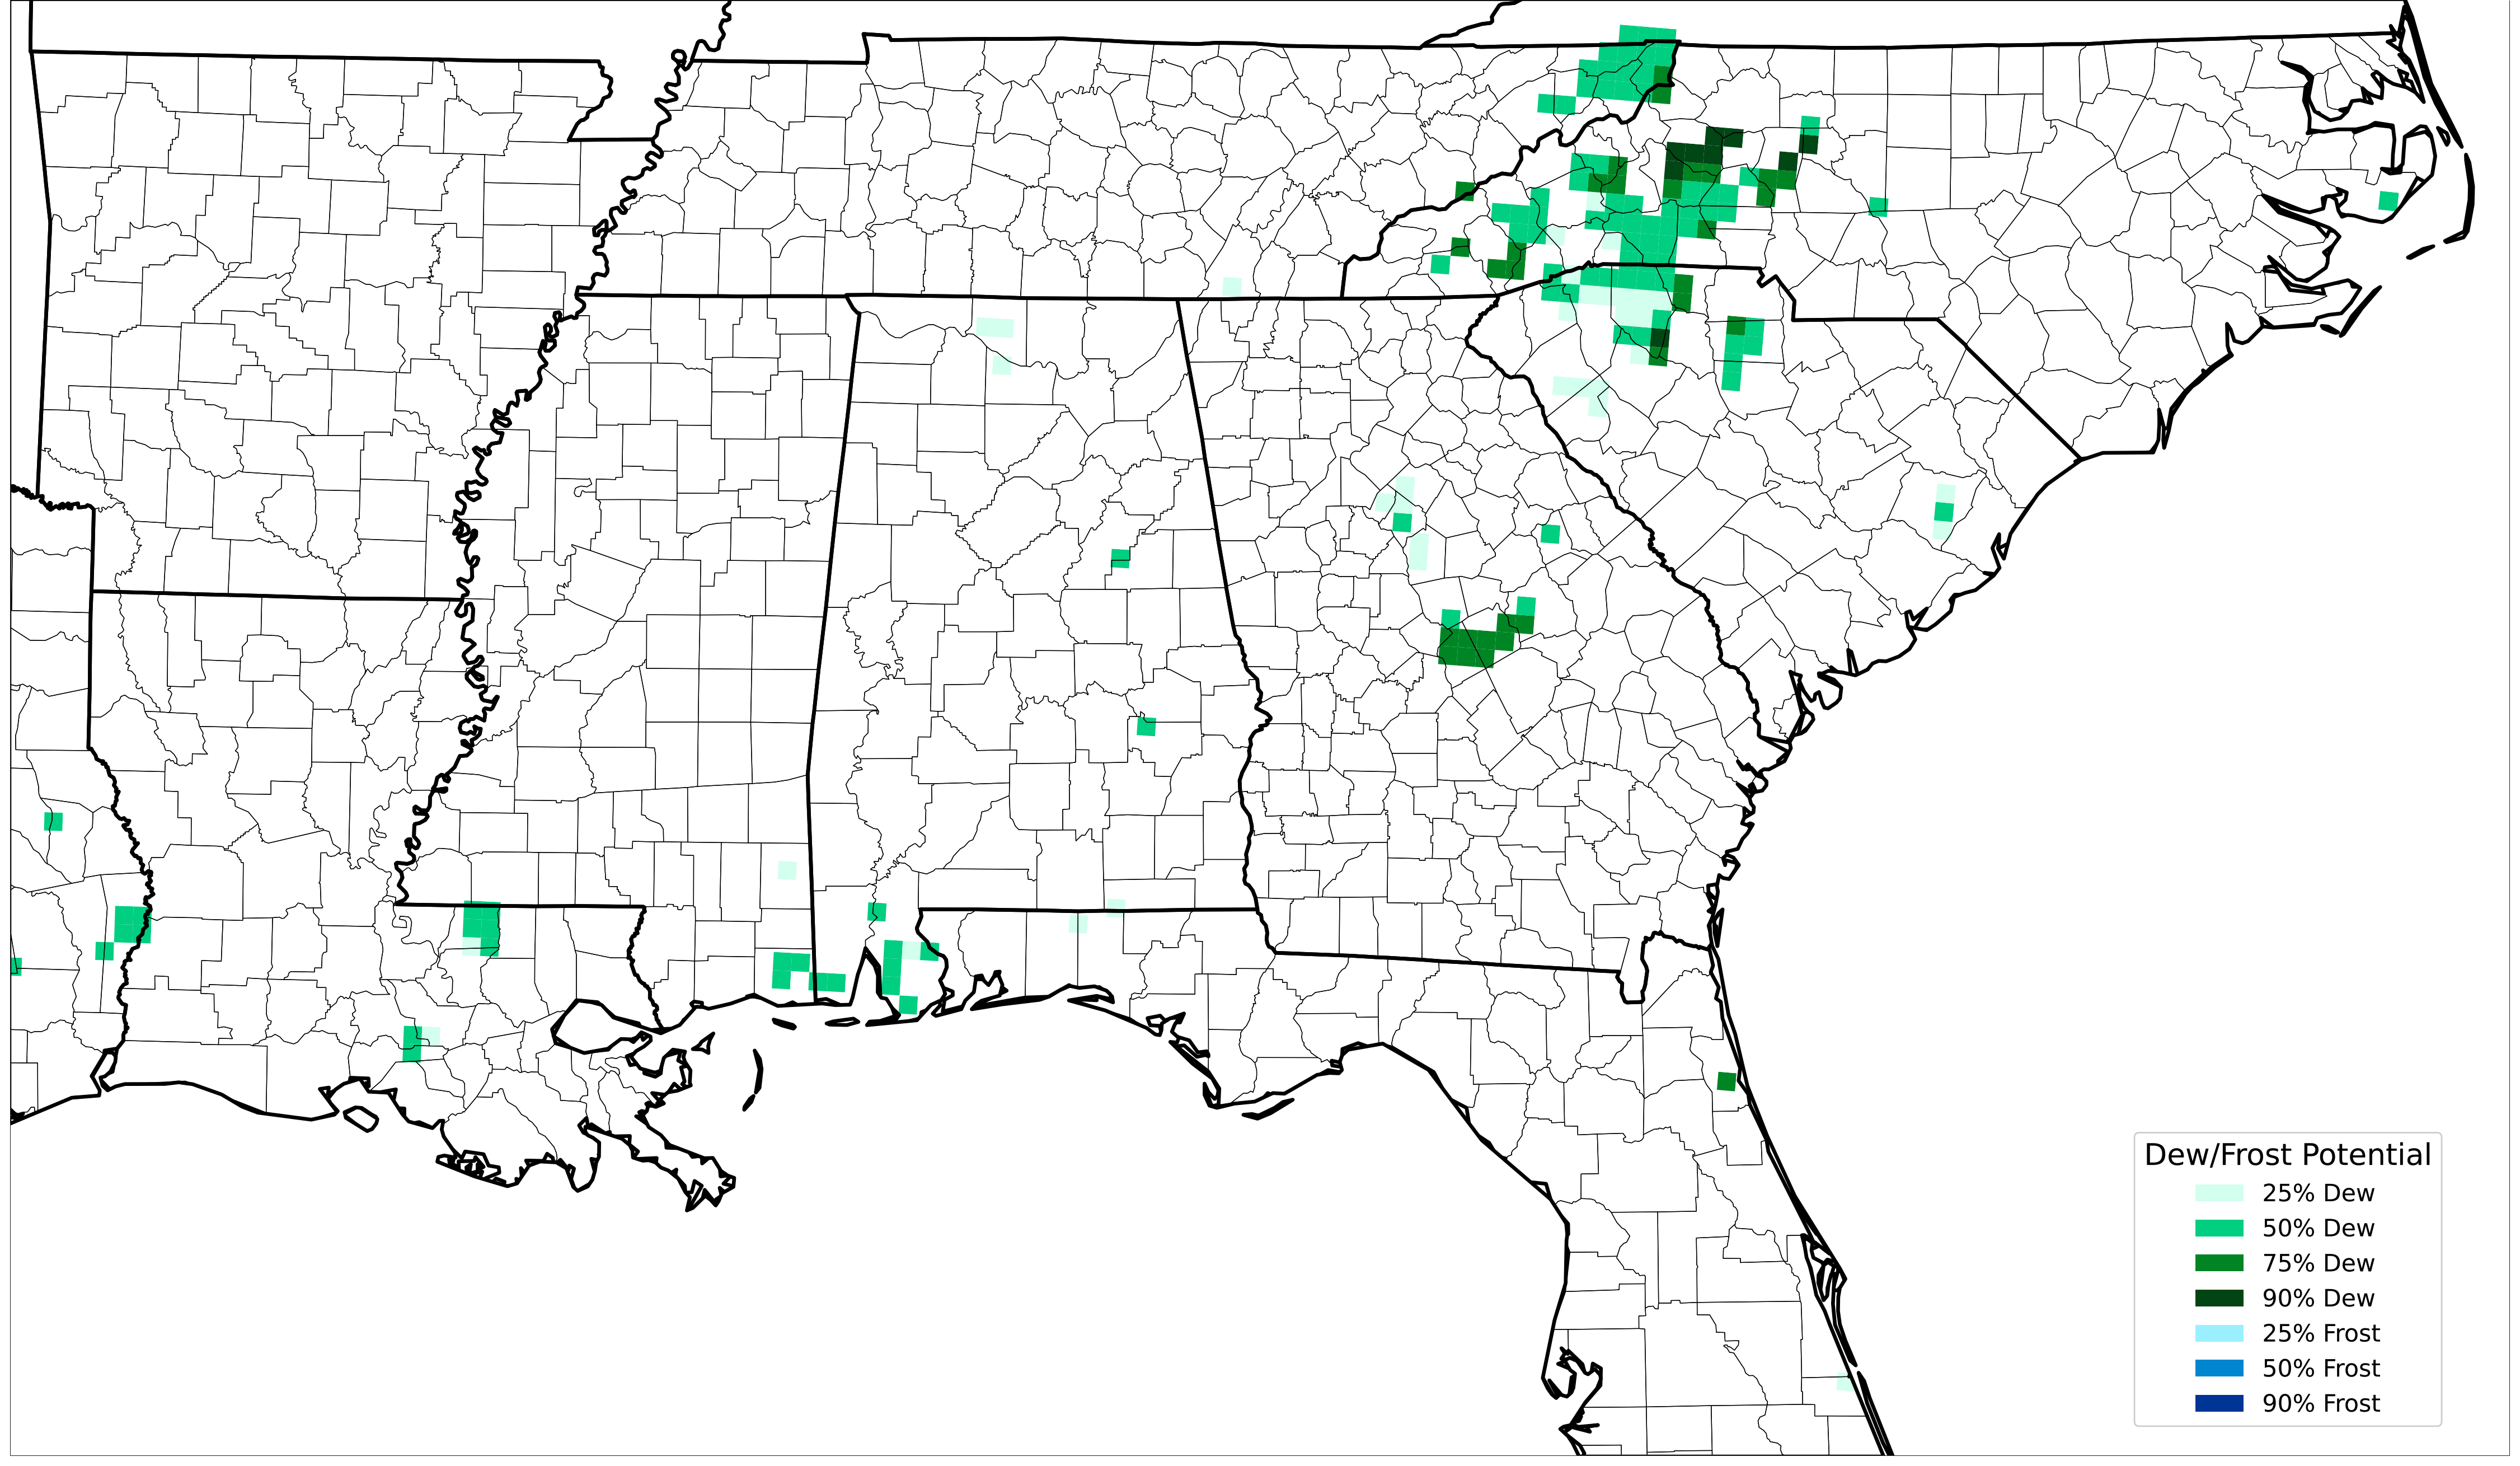 Dew/Frost Potential
25% Dew
50% Dew
75% Dew
90% Dew
25% Frost
50% Frost
90% Frost